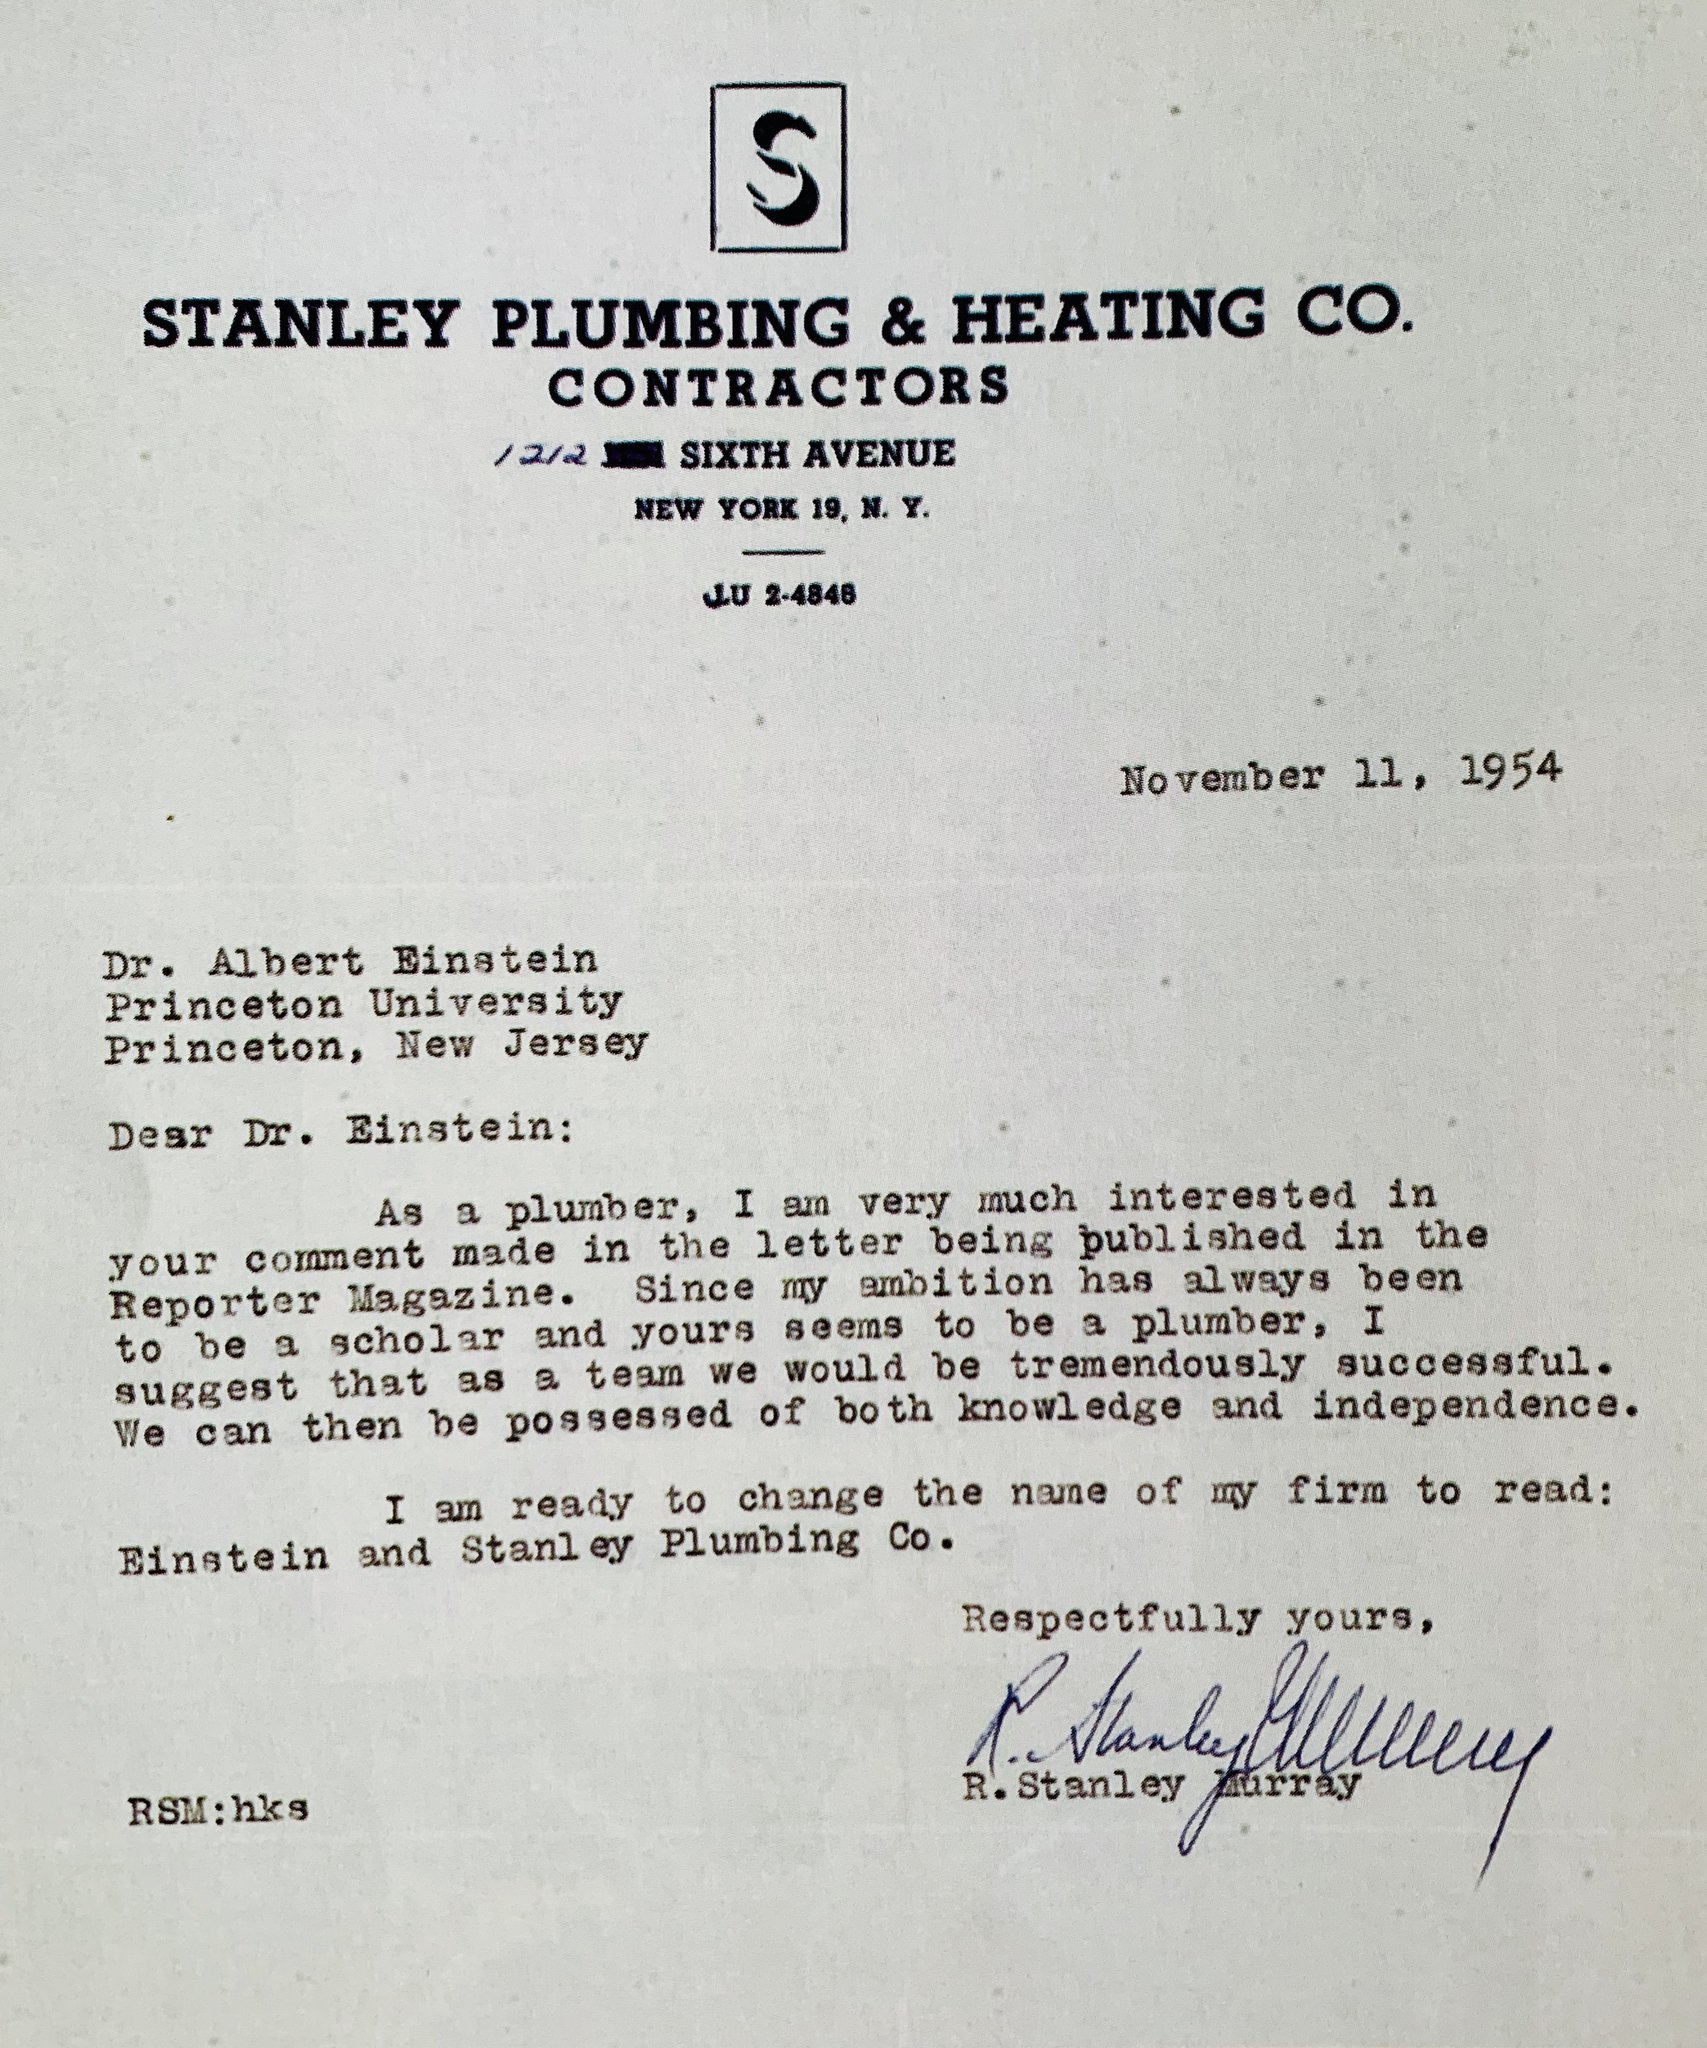 S
STANLEY PLUMBING & HEATING CO.
CONTRACTORS
1212 SIXTH AVENUE
NEW YORK 19, N. Y.
JU 2-4848
November 11, 1954
Dr. Albert Einstein
Princeton University
Princeton, New Jersey
Dear Dr. Einstein:
As a plumber, I am very much interested in
your comment made in the letter being published in the
Reporter Magazine. Since my ambition has always been
to be a scholar and yours seems to be a plumber, I
suggest that as a team we would be tremendously successful.
We can then be possessed of both knowledge and independence.
I am ready to change the name of my firm to read:
Einstein and Stanley Plumbing Co.
Respectfully yours,
R. Stanley Murray
R.Stanley Murray
RSM:hks